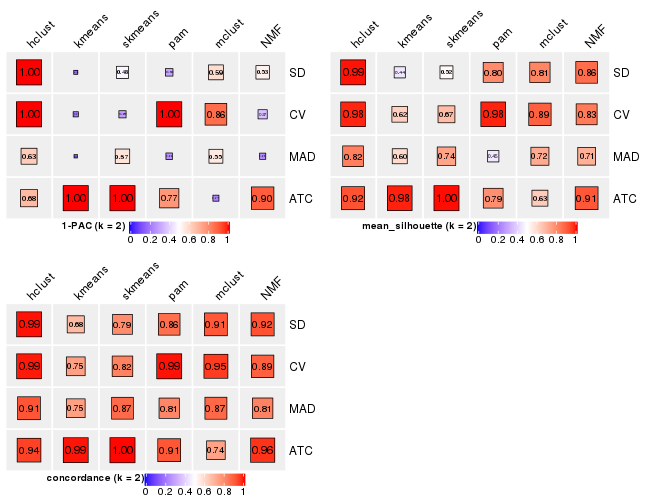 hclust kmeans skmeans pam mclust NMF
1.00 0.48 0.59 0.53 SD
1.00 1.00 0.86 CV
0.63 0.57 0.55 MAD
0.68 1.00 1.00 0.77 0.90 ATC
1-PAC (k = 2)
0 0.2 0.4 0.6 0.8 1
hclust kmeans skmeans pam mclust NMF
0.99 0.44 0.52 0.80 0.81 0.86 SD
0.98 0.62 0.67 0.98 0.89 0.83 CV
0.82 0.60 0.74 0.45 0.72 0.71 MAD
0.92 0.98 1.00 0.79 0.63 0.91 ATC
mean_silhouette (k = 2)
0 0.2 0.4 0.6 0.8 1
hclust kmeans skmeans pam mclust NMF
0.99 0.68 0.79 0.86 0.91 0.92 SD
0.99 0.75 0.82 0.99 0.95 0.89 CV
0.91 0.75 0.87 0.81 0.87 0.81 MAD
0.94 0.99 1.00 0.91 0.74 0.96 ATC
concordance (k = 2)
0 0.2 0.4 0.6 0.8 1